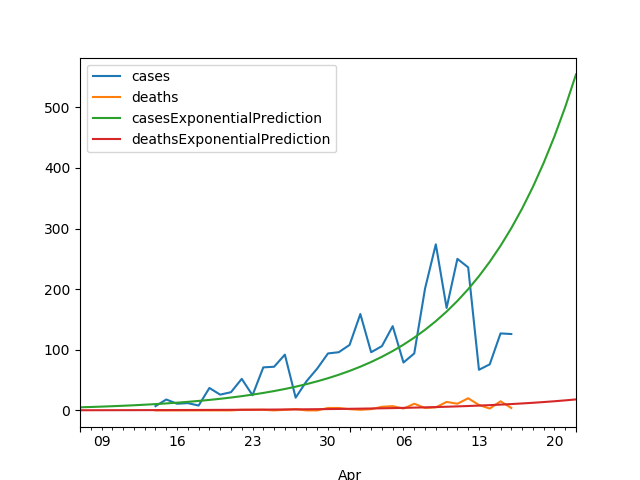 cases
deaths
casesExponentialPrediction
deathsExponentialPrediction
500
400
300
200
100
0
09 16 23 30 06 13 20
Apr